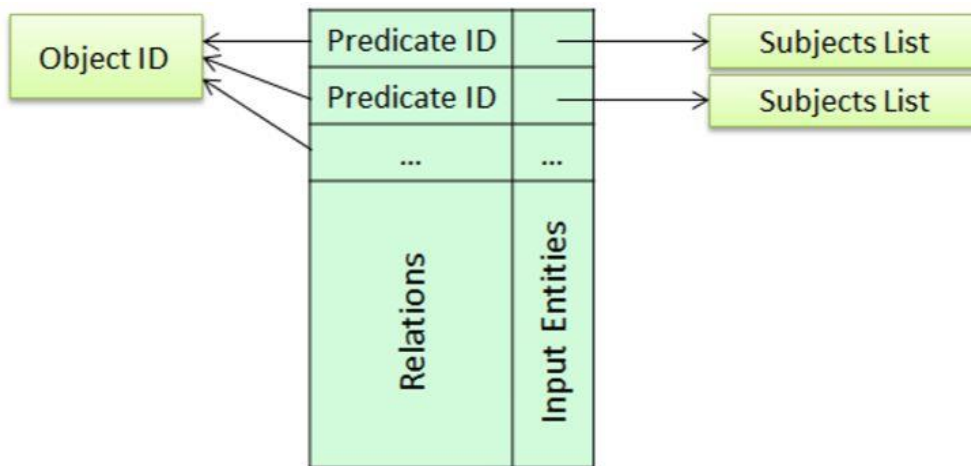 Object ID
Predicate ID
Subjects List
Predicate ID
Subjects List
...
...
Relations
Input Entities